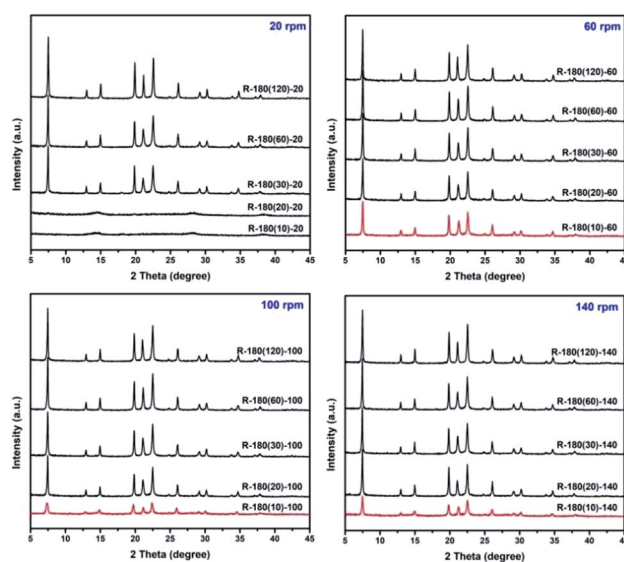 20 rpm
R-180(120)-20
R-180(60)-20
R-180(30)-20
R-180(20)-20
R-180(10)-20
Intensity (a.u.)
5 10 15 20 25 30 35 40 45
2 Theta (degree)
60 rpm
R-180(120)-60
R-180(60)-60
R-180(30)-60
R-180(20)-60
R-180(10)-60
Intensity (a.u.)
5 10 15 20 25 30 35 40 45
2 Theta (degree)
100 rpm
R-180(120)-100
R-180(60)-100
R-180(30)-100
R-180(20)-100
R-180(10)-100
Intensity (a.u.)
5 10 15 20 25 30 35 40 45
2 Theta (degree)
140 rpm
R-180(120)-140
R-180(60)-140
R-180(30)-140
R-180(20)-140
R-180(10)-140
Intensity (a.u.)
5 10 15 20 25 30 35 40 45
2 Theta (degree)